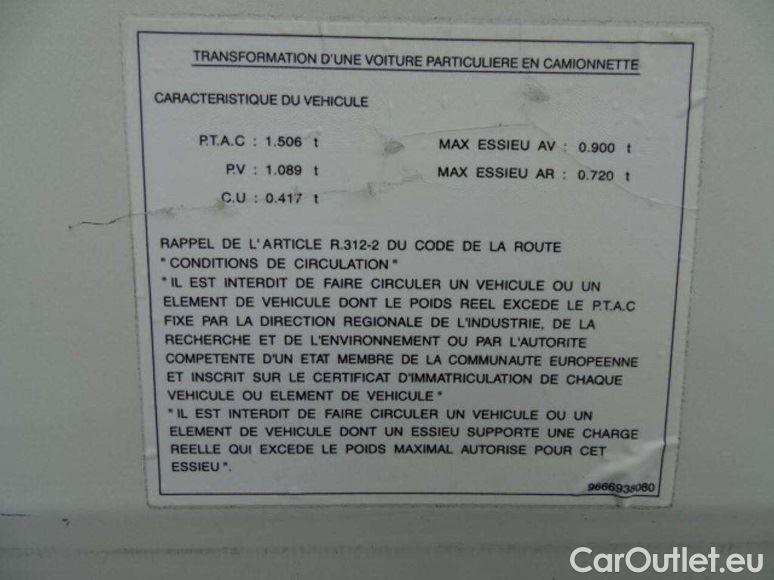 TRANSFORMATION D'UNE VOITURE PARTICULIERE EN CAMIONNETTE
CARACTERISTIQUE DU VEHICULE
P.T.A.C : 1.506 t
MAX ESSIEU AV : 0.900 t
P.V : 1.089 t
MAX ESSIEU AR : 0.720 t
C.U : 0.417 t
RAPPEL DE L'ARTICLE R.312-2 DU CODE DE LA ROUTE
" CONDITIONS DE CIRCULATION "
" IL EST INTERDIT DE FAIRE CIRCULER UN VEHICULE OU UN
ELEMENT DE VEHICULE DONT LE POIDS REEL EXCEDE LE P.T.A.C
FIXE PAR LA DIRECTION REGIONALE DE L'INDUSTRIE, DE LA
RECHERCHE ET DE L'ENVIRONNEMENT OU PAR L'AUTORITE
COMPETENTE D'UN ETAT MEMBRE DE LA COMMUNAUTE EUROPEENNE
ET INSCRIT SUR LE CERTIFICAT D'IMMATRICULATION DE CHAQUE
VEHICULE OU ELEMENT DE VEHICULE "
" IL EST INTERDIT DE FAIRE CIRCULER UN VEHICULE OU UN
ELEMENT DE VEHICULE DONT UN ESSIEU SUPPORTE UNE CHARGE
REELLE QUI EXCEDE LE POIDS MAXIMAL AUTORISE POUR CET
ESSIEU ".
9666938080
CarOutlet.eu